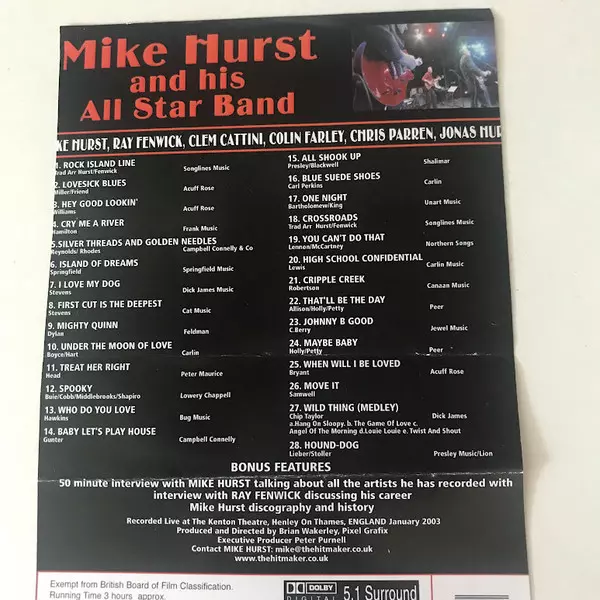 Mike Hurst
and his
All Star Band
KE HURST, RAY FENWICK, CLEM CATTINI, COLIN FARLEY, CHRIS PARREN, JONAS HUR
1. ROCK ISLAND LINE
Trad Arr Hurst/Fenwick Songlines Music
2. LOVESICK BLUES
Miller/Friend Acuff Rose
3. HEY GOOD LOOKIN'
Williams Acuff Rose
4. CRY ME A RIVER
Hamilton Frank Music
5.SILVER THREADS AND GOLDEN NEEDLES
Reynolds/ Rhodes Campbell Connelly & Co
6. ISLAND OF DREAMS
Springfield Springfield Music
7. I LOVE MY DOG
Stevens Dick James Music
8. FIRST CUT IS THE DEEPEST
Stevens Cat Music
9. MIGHTY QUINN
Dylan Feldman
10. UNDER THE MOON OF LOVE
Boyce/Hart Carlin
11. TREAT HER RIGHT
Head Peter Maurice
12. SPOOKY
Buie/Cobb/Middlebrooks/Shapiro Lowery Chappell
13. WHO DO YOU LOVE
Hawkins Bug Music
14. BABY LET'S PLAY HOUSE
Gunter Campbell Connelly
15. ALL SHOOK UP
Presley/Blackwell Shalimar
16. BLUE SUEDE SHOES
Carl Perkins Carlin
17. ONE NIGHT
Bartholomew/King Unart Music
18. CROSSROADS
Trad Arr Hurst/Fenwick Songlines Music
19. YOU CAN'T DO THAT
Lennon/McCartney Northern Songs
20. HIGH SCHOOL CONFIDENTIAL
Lewis Carlin Music
21. CRIPPLE CREEK
Robertson Canaan Music
22. THAT'LL BE THE DAY
Allison/Holly/Petty Peer
23. JOHNNY B GOOD
C.Berry Jewel Music
24. MAYBE BABY
Holly/Petty Peer
25. WHEN WILL I BE LOVED
Bryant Acuff Rose
26. MOVE IT
Samwell
27. WILD THING (MEDLEY)
Chip Taylor Dick James
a.Hang On Sloopy. b. The Game Of Love c.
Angel Of The Morning d.Louie Louie e. Twist And Shout
28. HOUND-DOG
Lieber/Stoller Presley Music/Lion
BONUS FEATURES
50 minute interview with MIKE HURST talking about all the artists he has recorded with
interview with RAY FENWICK discussing his career
Mike Hurst discography and history
Recorded Live at The Kenton Theatre, Henley On Thames, ENGLAND January 2003
Produced and Directed by Brian Wakerley, Pixel Grafix
Executive Producer Peter Purnell
Contact MIKE HURST: mike@thehitmaker.co.uk
www.thehitmaker.co.uk
Exempt from British Board of Film Classification.
Running Time 3 hours approx.
DOLBY
DIGITAL
5.1 Surround